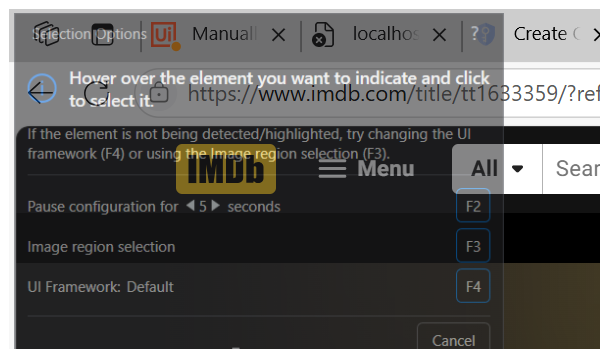 Selection Options
Manuall
localhos
Create
Hover over the element you want to indicate and click
to select it.
https://www.imdb.com/title/tt1633359/?ref
If the element is not being detected/highlighted, try changing the UI
framework (F4) or using the Image region selection (F3).
IMDb
Menu
All
Sear
Pause configuration for 5 seconds
F2
Image region selection
F3
UI Framework: Default
F4
Cancel